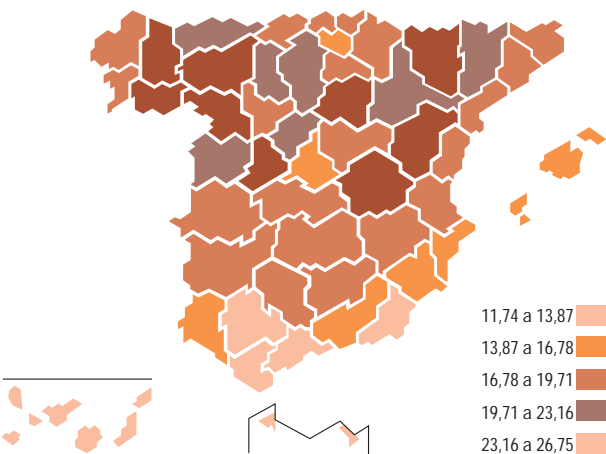 11,74 a 13,87
13,87 a 16,78
16,78 a 19,71
19,71 a 23,16
23,16 a 26,75